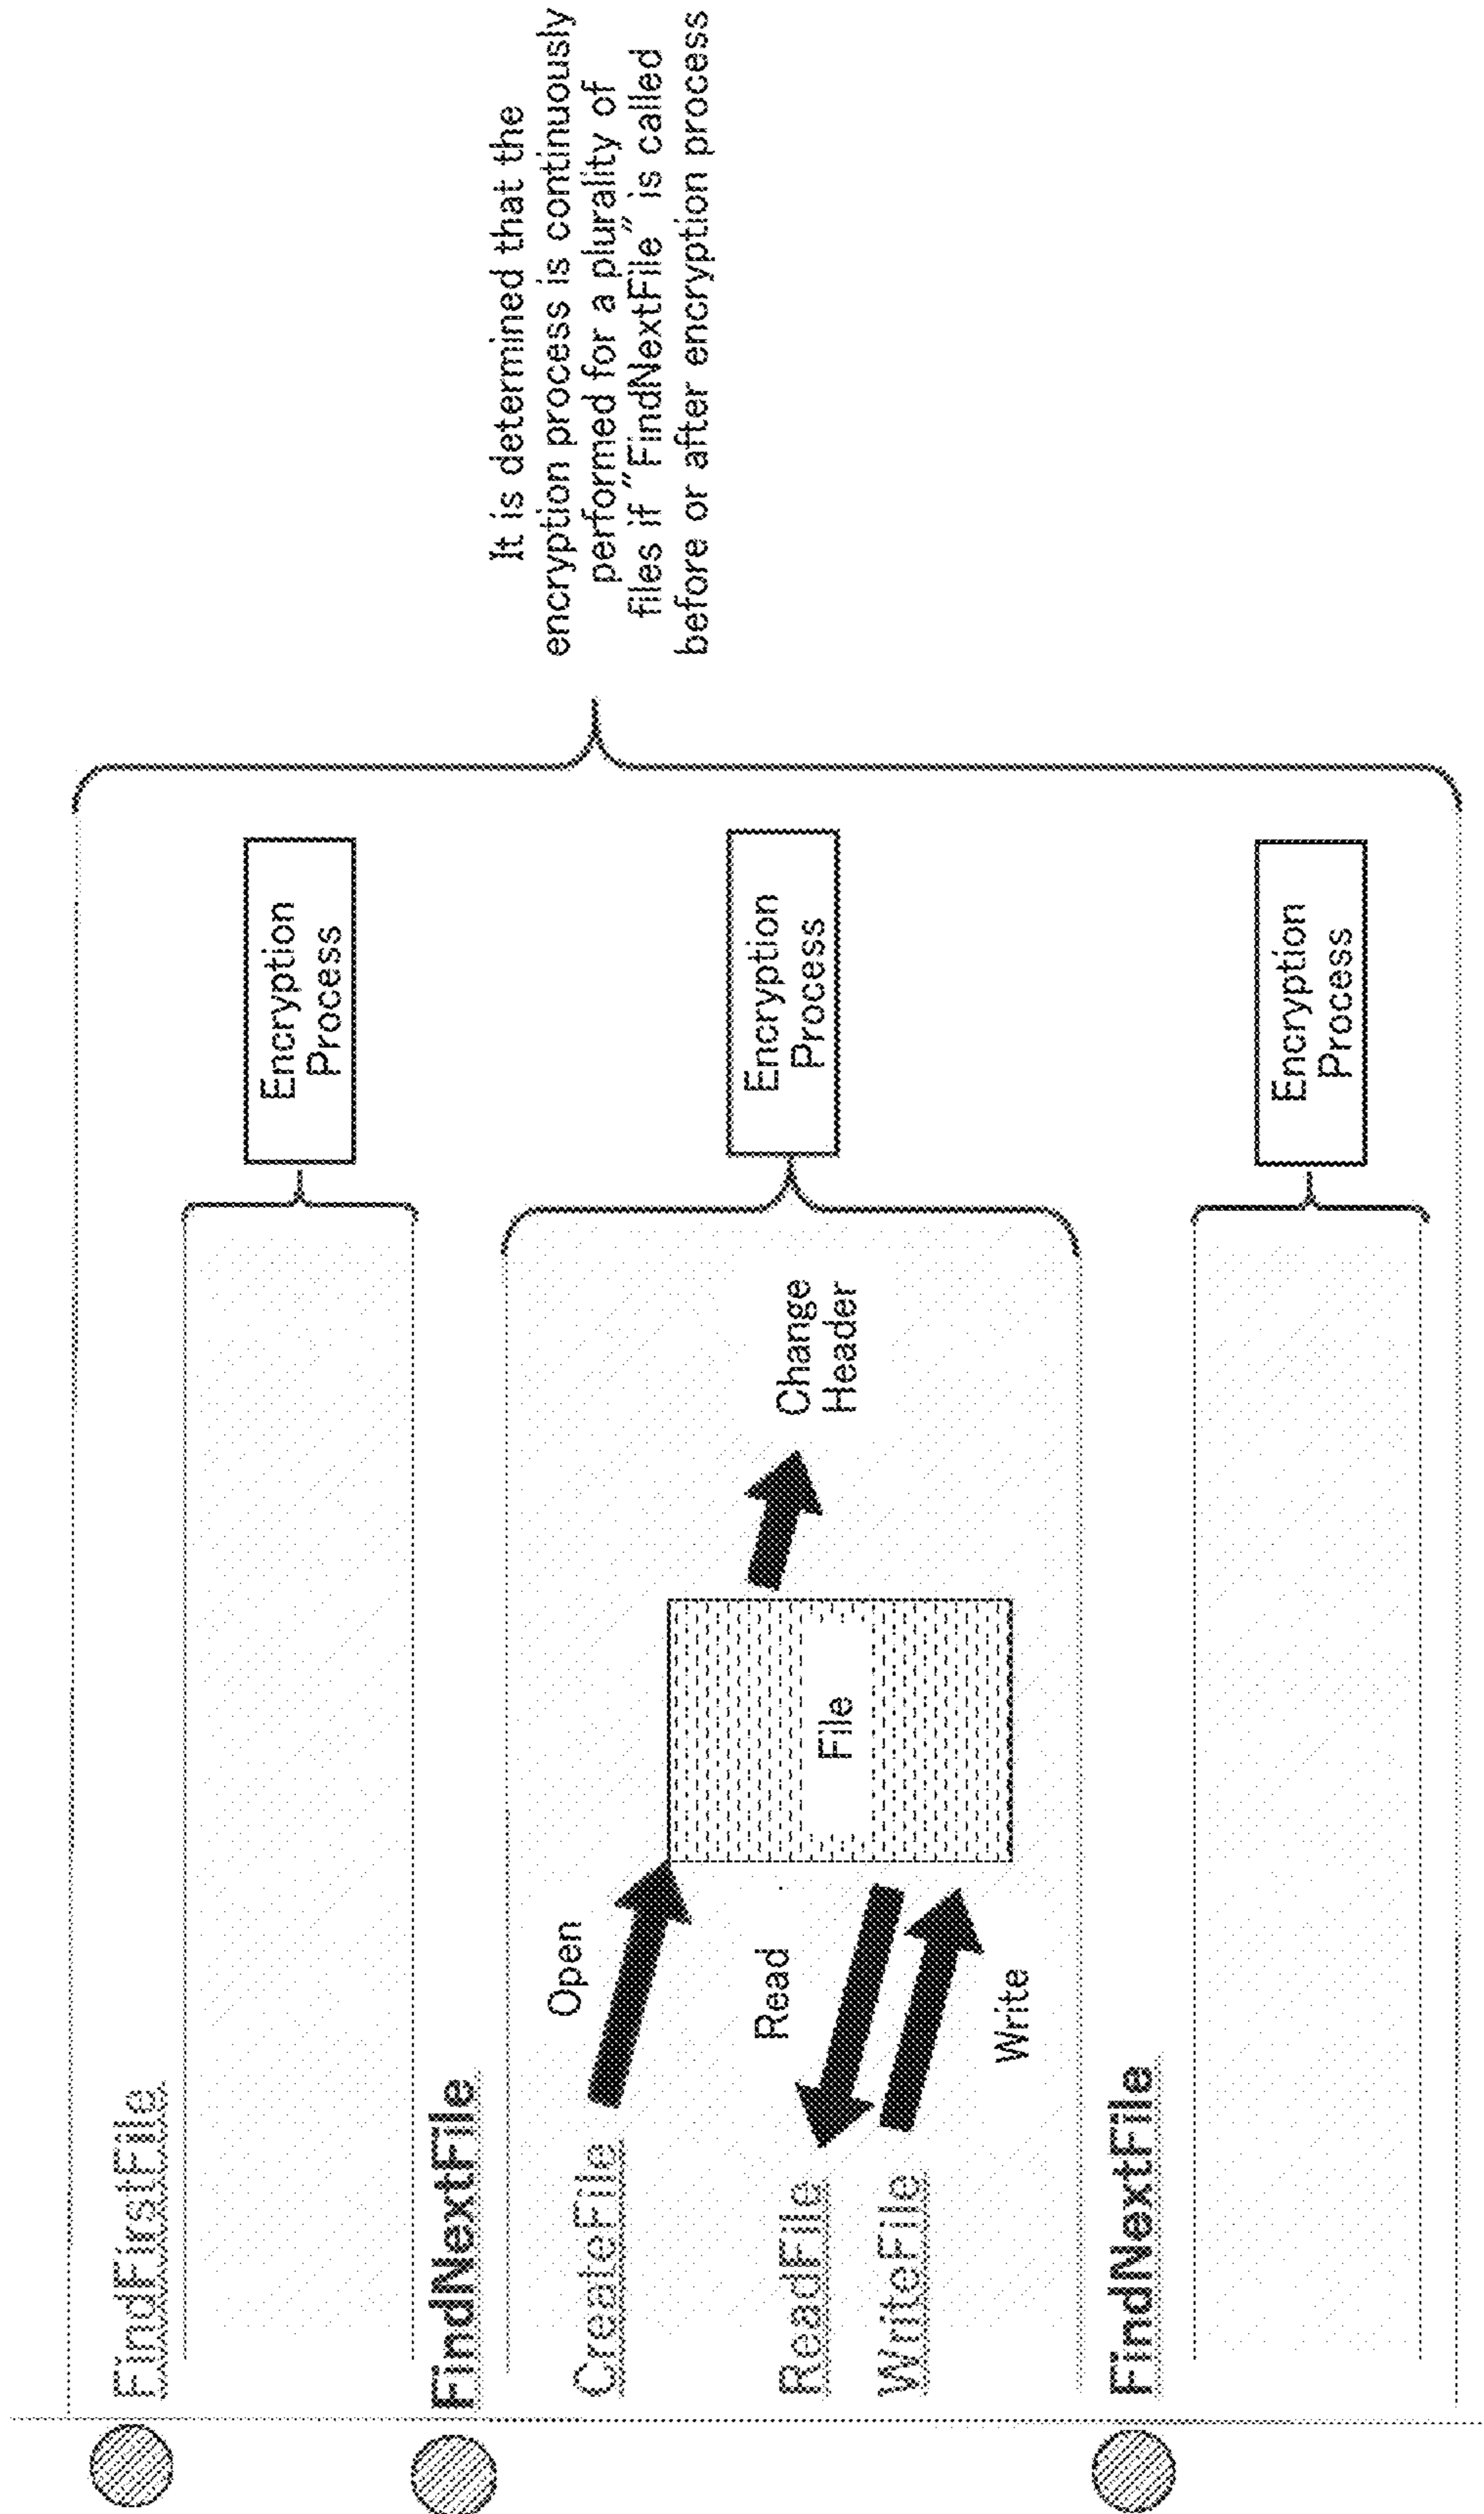 FindFirstFile
Encryption
Process
FindNextFile
CreateFile
Open
ReadFile
Read
WriteFile
Write
File
Change
Header
Encryption
Process
FindNextFile
Encryption
Process
It is determined that the
encryption process is continuously
performed for a plurality of
files if "FindNextFile" is called
before or after encryption process